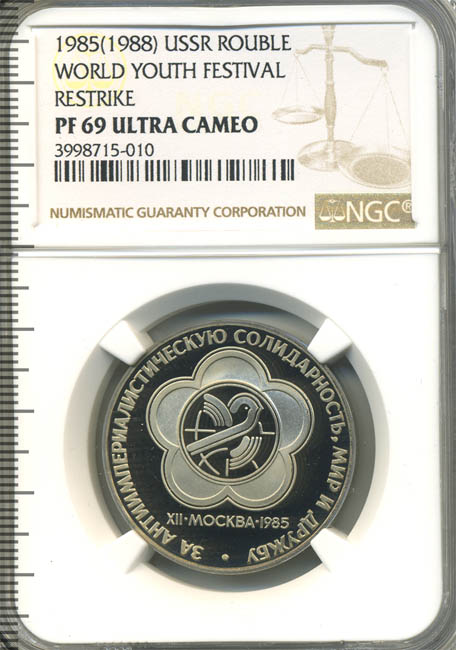 1985(1988) USSR ROUBLE
WORLD YOUTH FESTIVAL
RESTRIKE
PF 69 ULTRA CAMEO
3998715-010
NUMISMATIC GUARANTY CORPORATION
NGC®
ЗА АНТИИМПЕРИАЛИСТИЧЕСКУЮ СОЛИДАРНОСТЬ, МИР И ДРУЖБУ •
XII·МОСКВА·1985